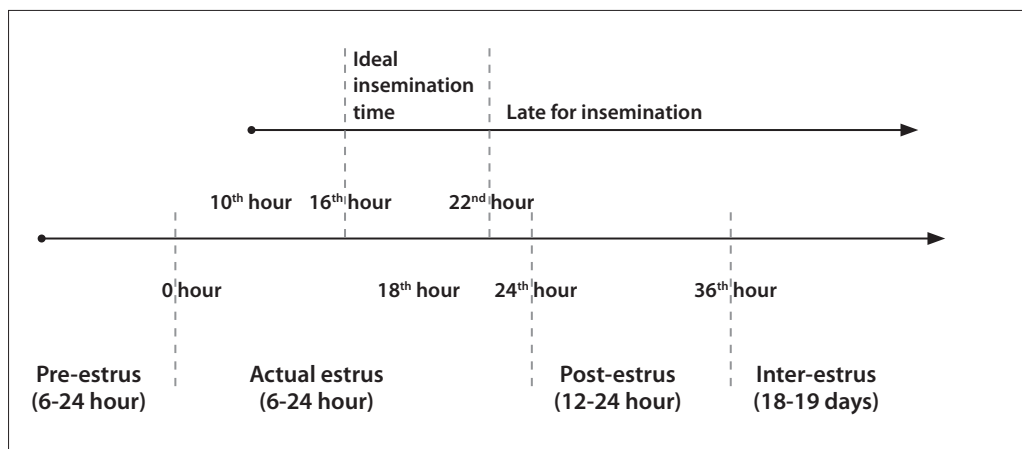 Ideal
insemination
time
Late for insemination
10th hour 16th hour 22nd hour
0 hour 18th hour 24th hour 36th hour
Pre-estrus Actual estrus Post-estrus Inter-estrus
(6-24 hour) (6-24 hour) (12-24 hour) (18-19 days)